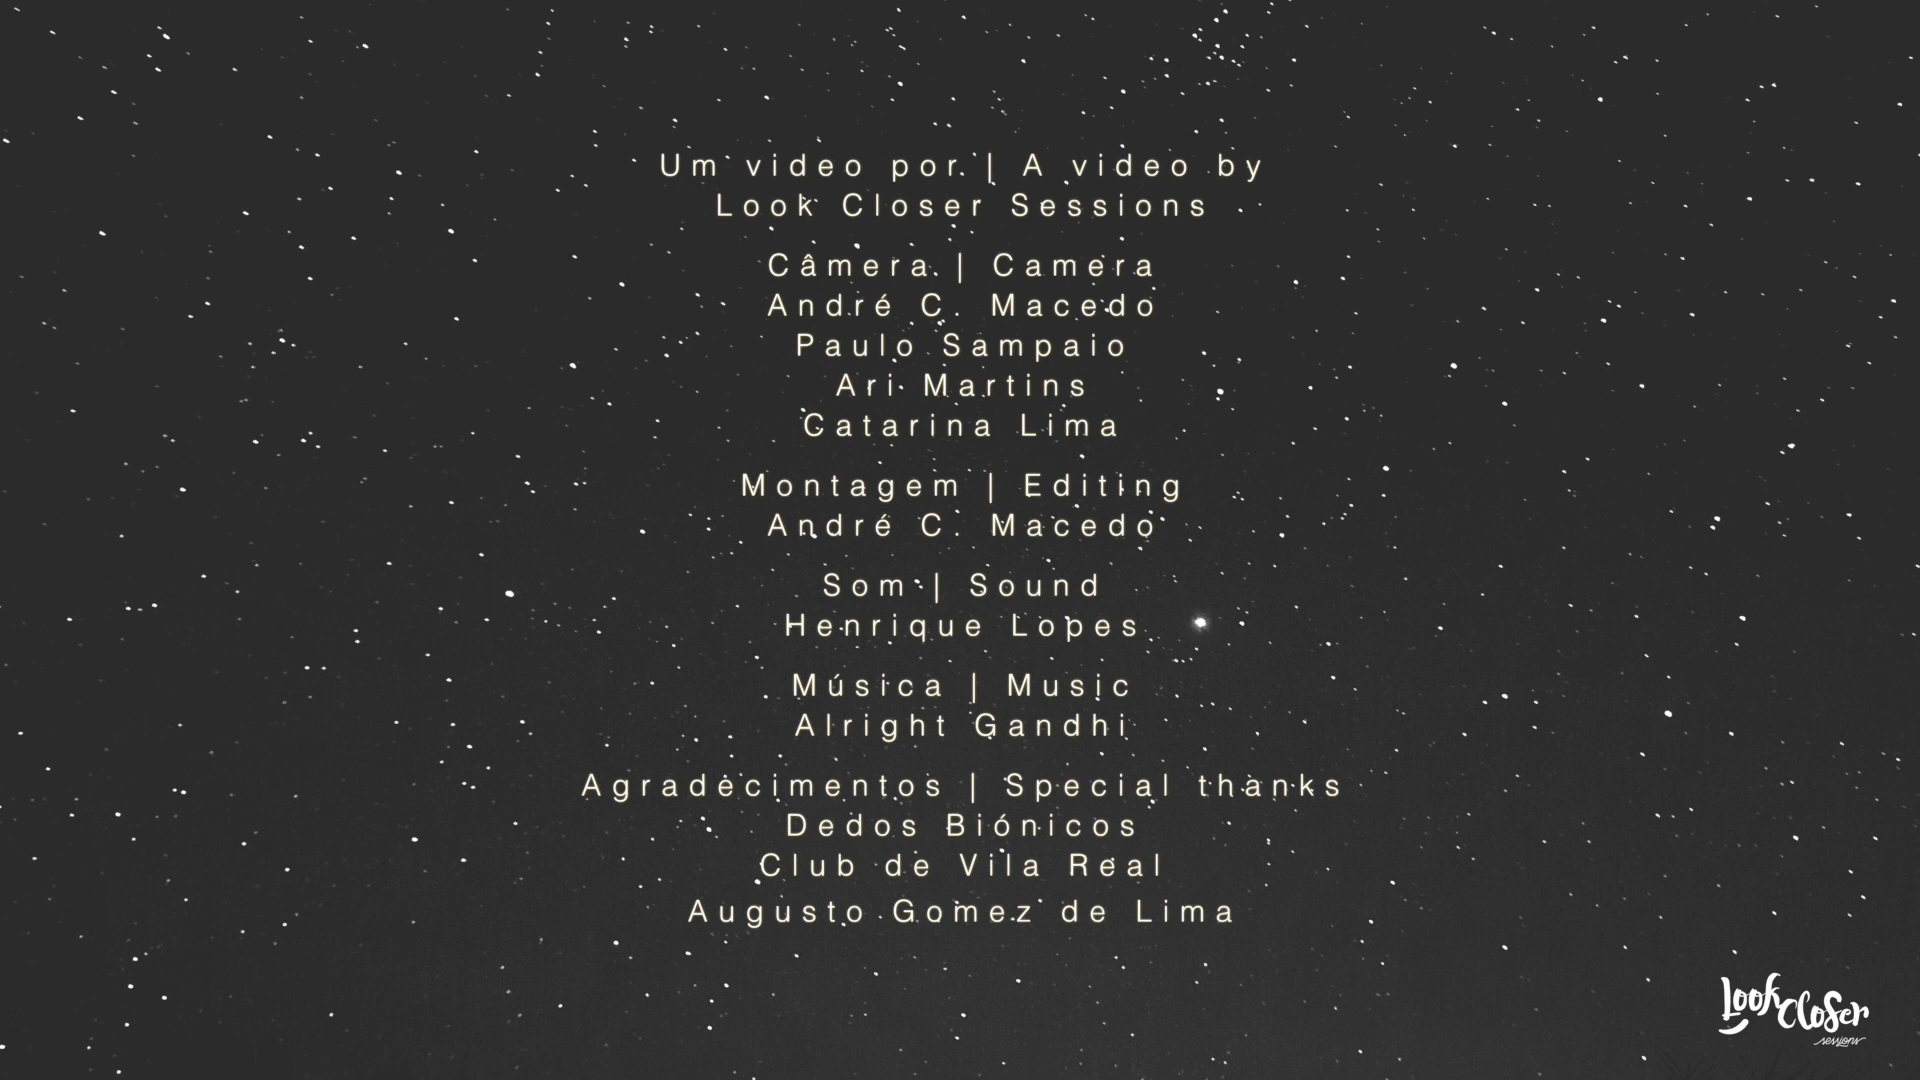 Um video por | A video by
Look Closer Sessions
Câmera | Camera
André C. Macedo
Paulo Sampaio
Ari Martins
Catarina Lima
Montagem | Editing
André C. Macedo
Som | Sound
Henrique Lopes
Música | Music
Alright Gandhi
Agradecimentos | Special thanks
Dedos Biónicos
Club de Vila Real
Augusto Gomez de Lima
Look Closer
sessions